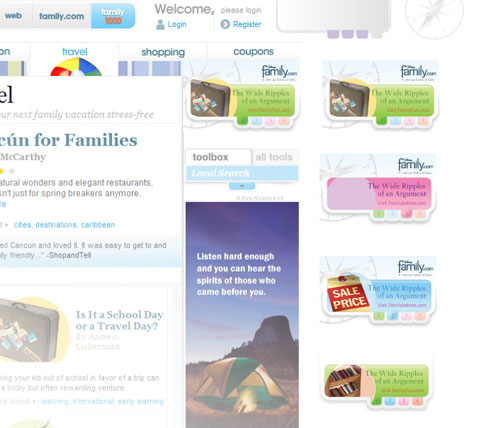 web
family.com
family
1000
Welcome,
please login
Login
Register
on
travel
shopping
coupons
el
our next family vacation stress-free
cún for Families
McCarthy
atural wonders and elegant restaurants,
isn't just for spring breakers anymore.
re
d • cities, destinations, caribbean
ed Cancun and loved it. It was easy to get to and
ly friendly..." -ShopandTell
Is It a School Day
or a Travel Day?
By Anne J.
Lieberman
king your kid out of school in favor of a trip can
a tricky but often rewarding venture.
re About • learning, international, early learning
family.com
The Wide Ripples
of an Argument
toolbox
all tools
Local Search
Advertisement
Listen hard enough
and you can hear the
spirits of those who
came before you.
family.com
The Wide Ripples
of an Argument
family.com
The Wide Ripples
of an Argument
family.com
SALE
PRICE
The Wide Ripples
of an Argument
family.com
The Wide Ripples
of an Argument